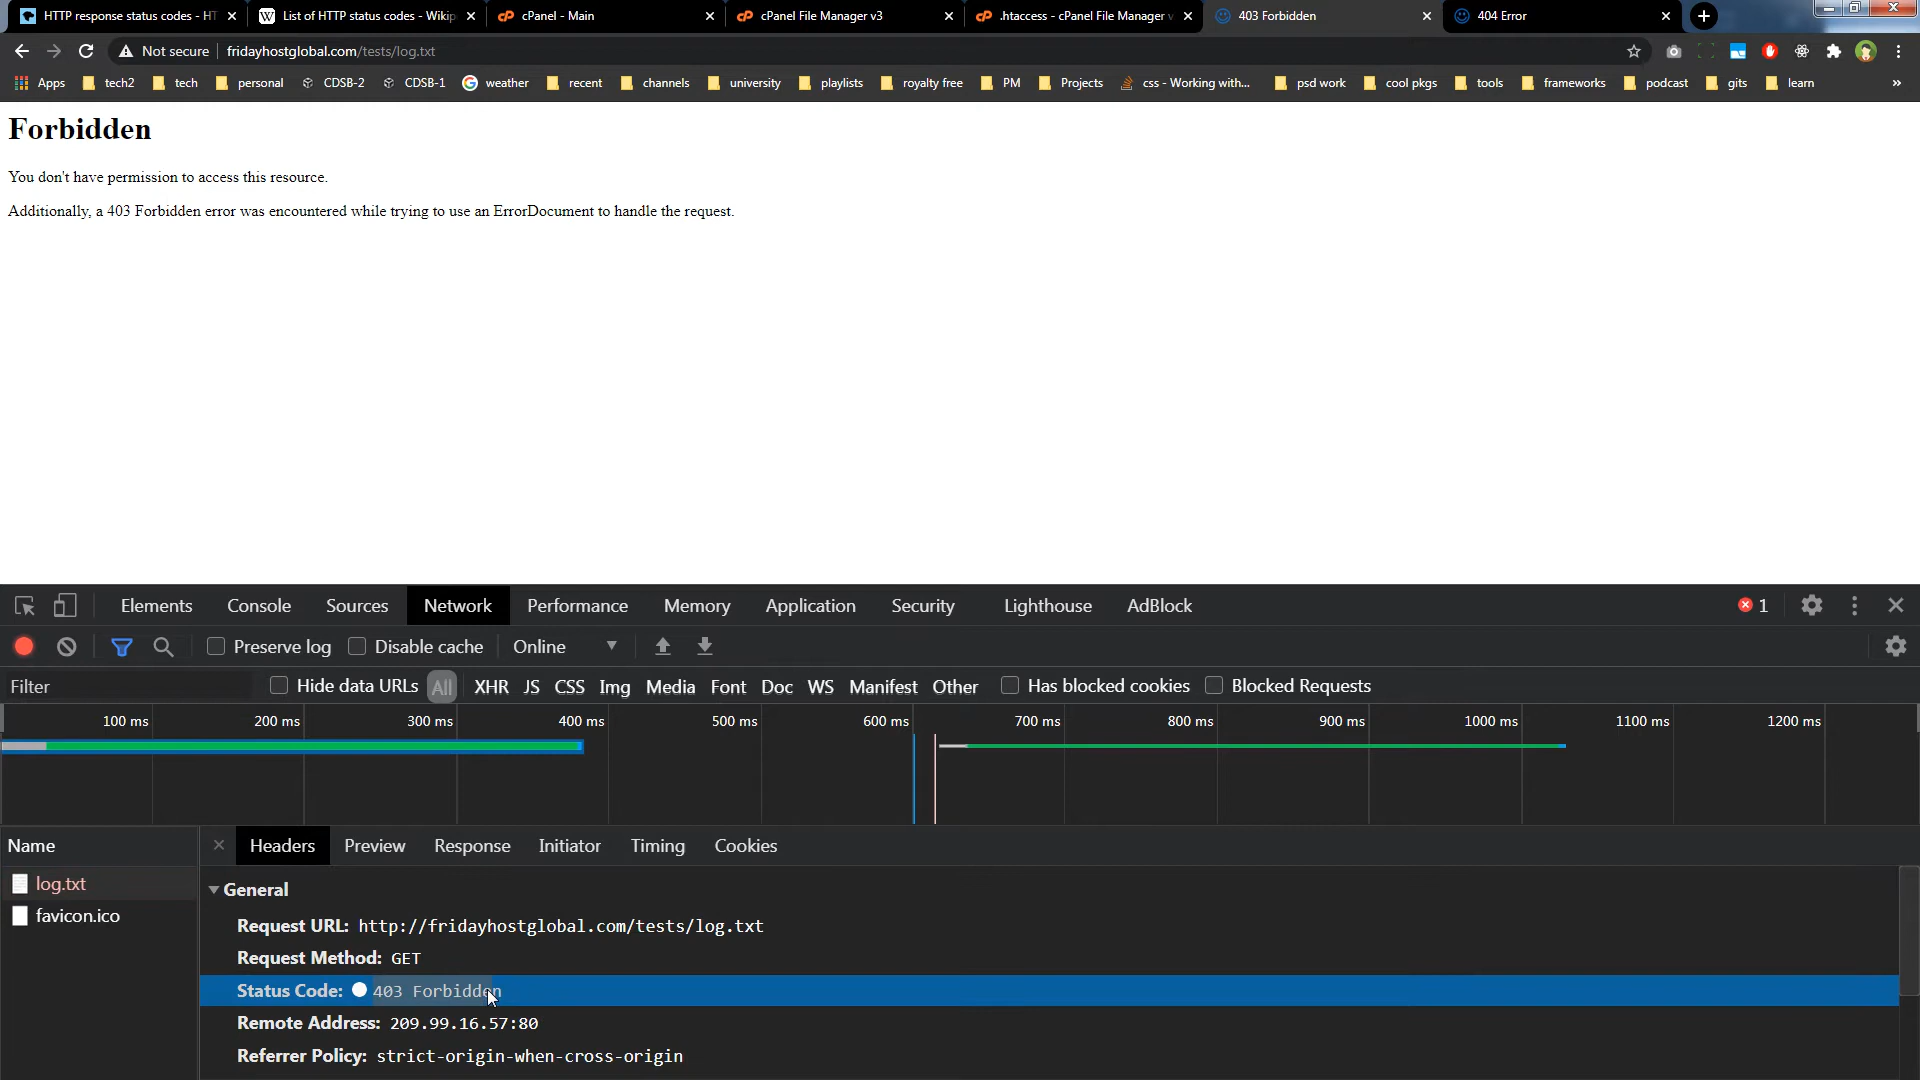 HTTP response status codes - HT
List of HTTP status codes - Wikip
cPanel - Main
cPanel File Manager v3
.htaccess - cPanel File Manager v
403 Forbidden
404 Error
Not secure
fridayhostglobal.com/tests/log.txt
Apps
tech2
tech
personal
CDSB-2
CDSB-1
weather
recent
channels
university
playlists
royalty free
PM
Projects
css - Working with...
psd work
cool pkgs
tools
frameworks
podcast
gits
learn
»
Forbidden
You don't have permission to access this resource.
Additionally, a 403 Forbidden error was encountered while trying to use an ErrorDocument to handle the request.
Elements
Console
Sources
Network
Performance
Memory
Application
Security
Lighthouse
AdBlock
1
Preserve log
Disable cache
Online
Filter
Hide data URLs
All
XHR
JS
CSS
Img
Media
Font
Doc
WS
Manifest
Other
Has blocked cookies
Blocked Requests
100 ms
200 ms
300 ms
400 ms
500 ms
600 ms
700 ms
800 ms
900 ms
1000 ms
1100 ms
1200 ms
Name
Headers
Preview
Response
Initiator
Timing
Cookies
log.txt
favicon.ico
General
Request URL: http://fridayhostglobal.com/tests/log.txt
Request Method: GET
Status Code: 403 Forbidden
Remote Address: 209.99.16.57:80
Referrer Policy: strict-origin-when-cross-origin